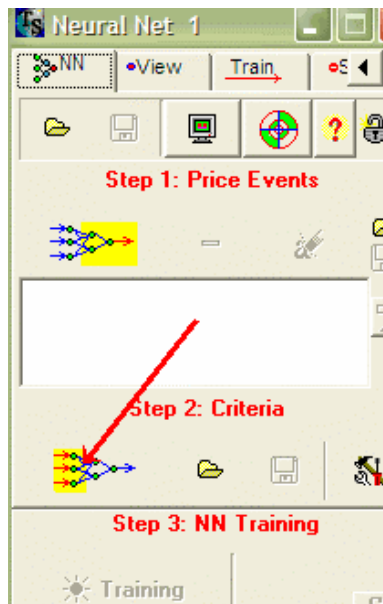 Neural Net 1
NN View Train
Step 1: Price Events
Step 2: Criteria
Step 3: NN Training
Training